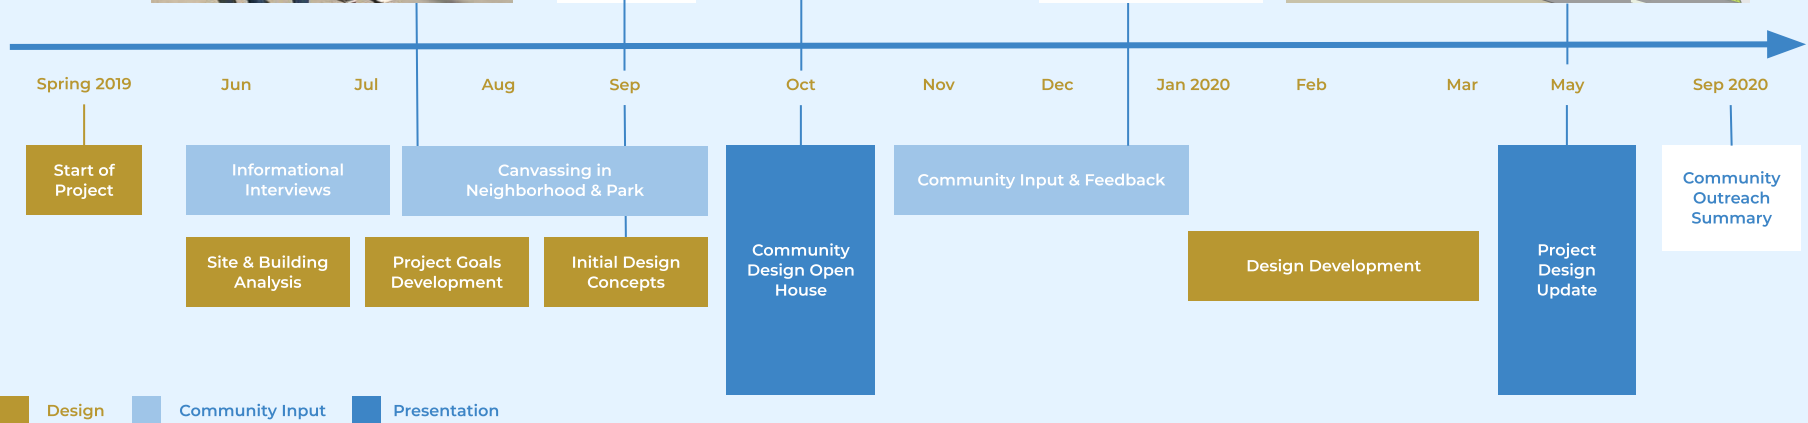 Spring 2019
Jun
Jul
Aug
Sep
Oct
Nov
Dec
Jan 2020
Feb
Mar
May
Sep 2020
Start of
Project
Informational
Interviews
Canvassing in
Neighborhood & Park
Community Input & Feedback
Community
Outreach
Summary
Site & Building
Analysis
Project Goals
Development
Initial Design
Concepts
Community
Design Open
House
Design Development
Project
Design
Update
Design
Community Input
Presentation